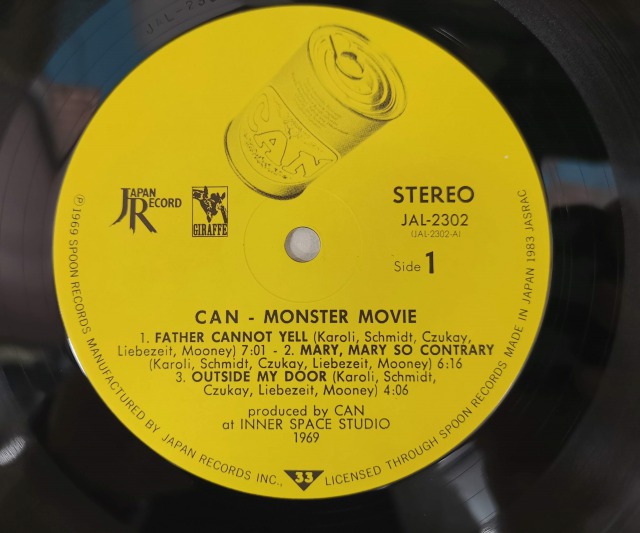 CAN
JAPAN
RECORD
JR
GIRAFFE
STEREO
JAL-2302
(JAL-2302-A)
Side 1
CAN - MONSTER MOVIE
1. FATHER CANNOT YELL (Karoli, Schmidt, Czukay,
Liebezeit, Mooney) 7:01 - 2. MARY, MARY SO CONTRARY
(Karoli, Schmidt, Czukay, Liebezeit, Mooney) 6:16
3. OUTSIDE MY DOOR (Karoli, Schmidt,
Czukay, Liebezeit, Mooney) 4:06
produced by CAN
at INNER SPACE STUDIO
1969
℗ 1969 SPOON RECORDS MANUFACTURED BY JAPAN RECORDS INC., 33 LICENSED THROUGH SPOON RECORDS MADE IN JAPAN 1983 JASRAC